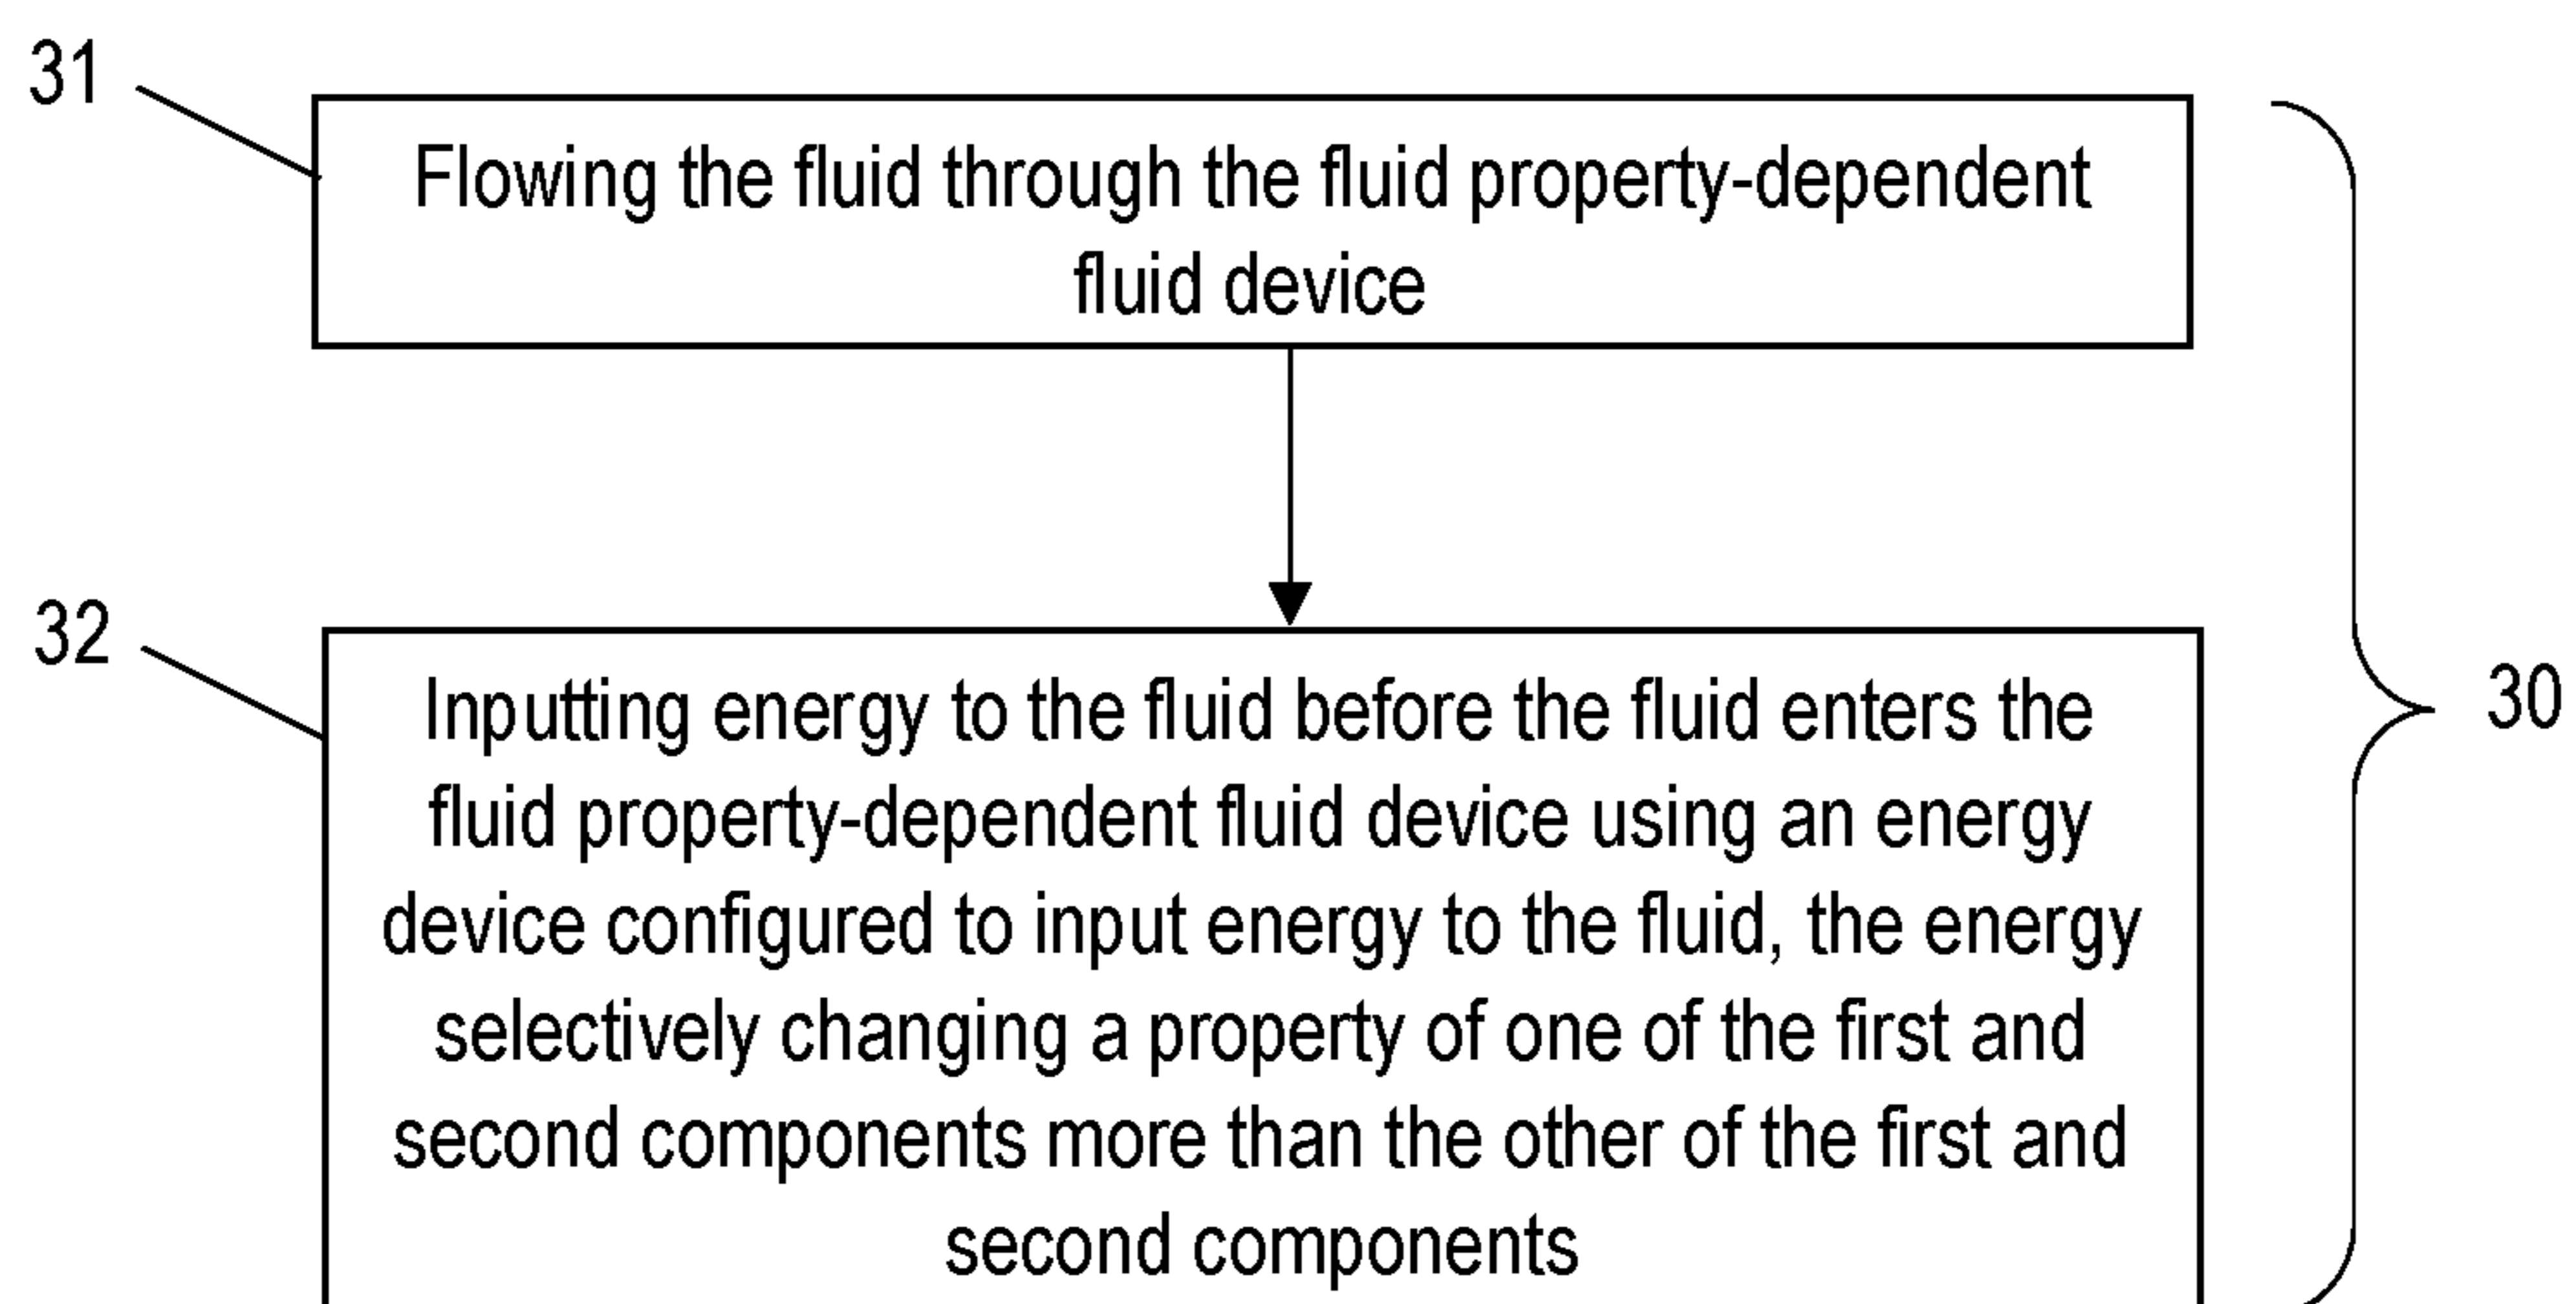 31
Flowing the fluid through the fluid property-dependent
fluid device
32
Inputting energy to the fluid before the fluid enters the
fluid property-dependent fluid device using an energy
device configured to input energy to the fluid, the energy
selectively changing a property of one of the first and
second components more than the other of the first and
second components
30